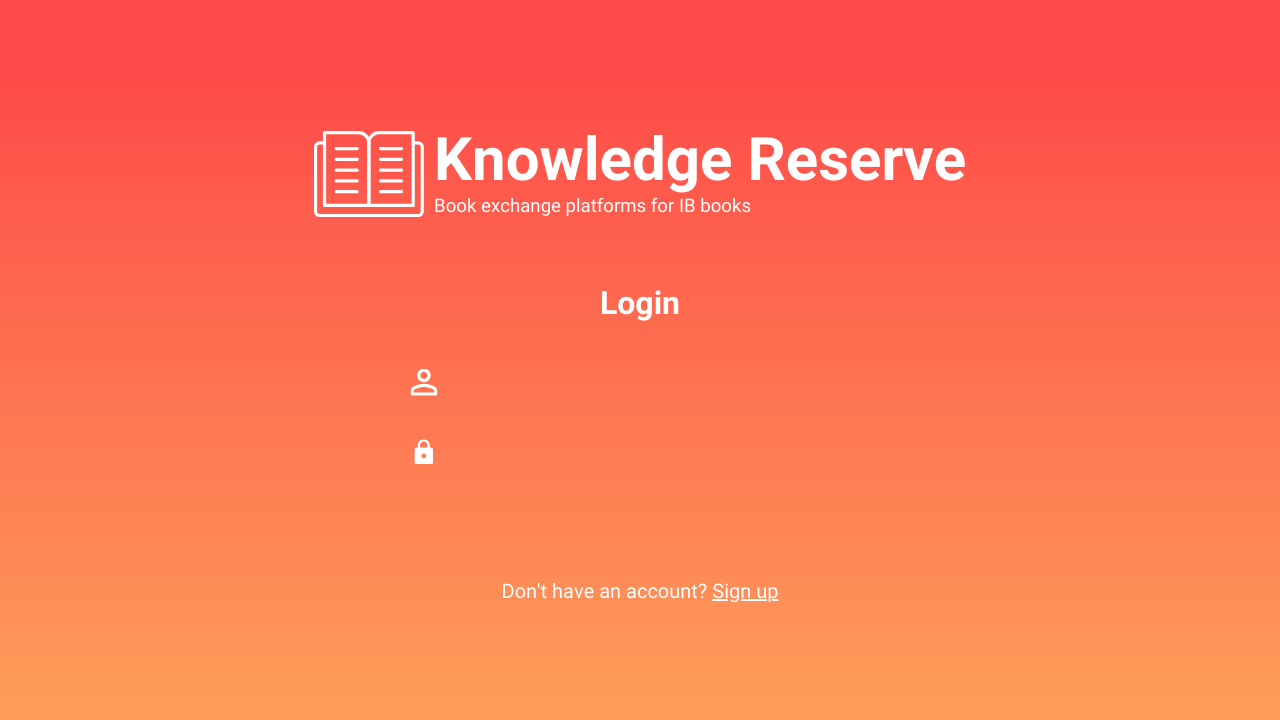 Knowledge Reserve
Book exchange platforms for IB books
Login
Don't have an account? Sign up